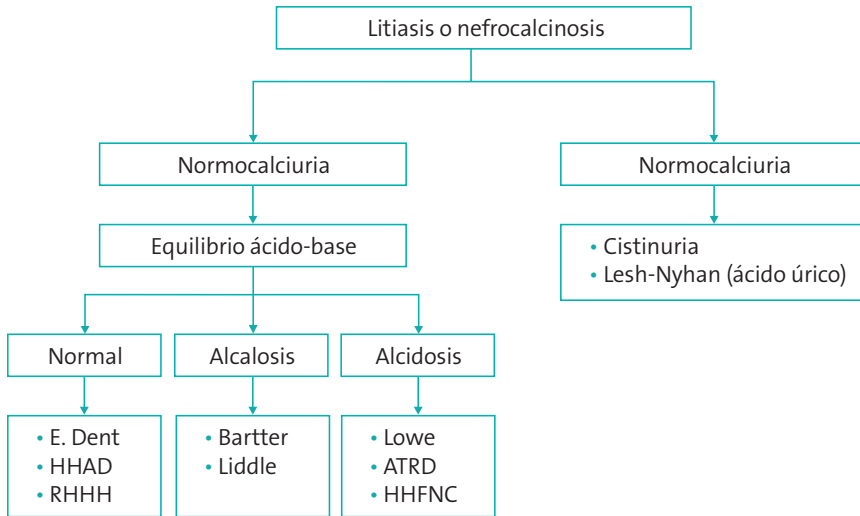 Litiasis o nefrocalcinosis
Normocalciuria
Normocalciuria
Equilibrio ácido-base
• Cistinuria
• Lesh-Nyhan (ácido úrico)
Normal
Alcalosis
Alcidosis
• E. Dent
• HHAD
• RHHH
• Bartter
• Liddle
• Lowe
• ATRD
• HHFNC